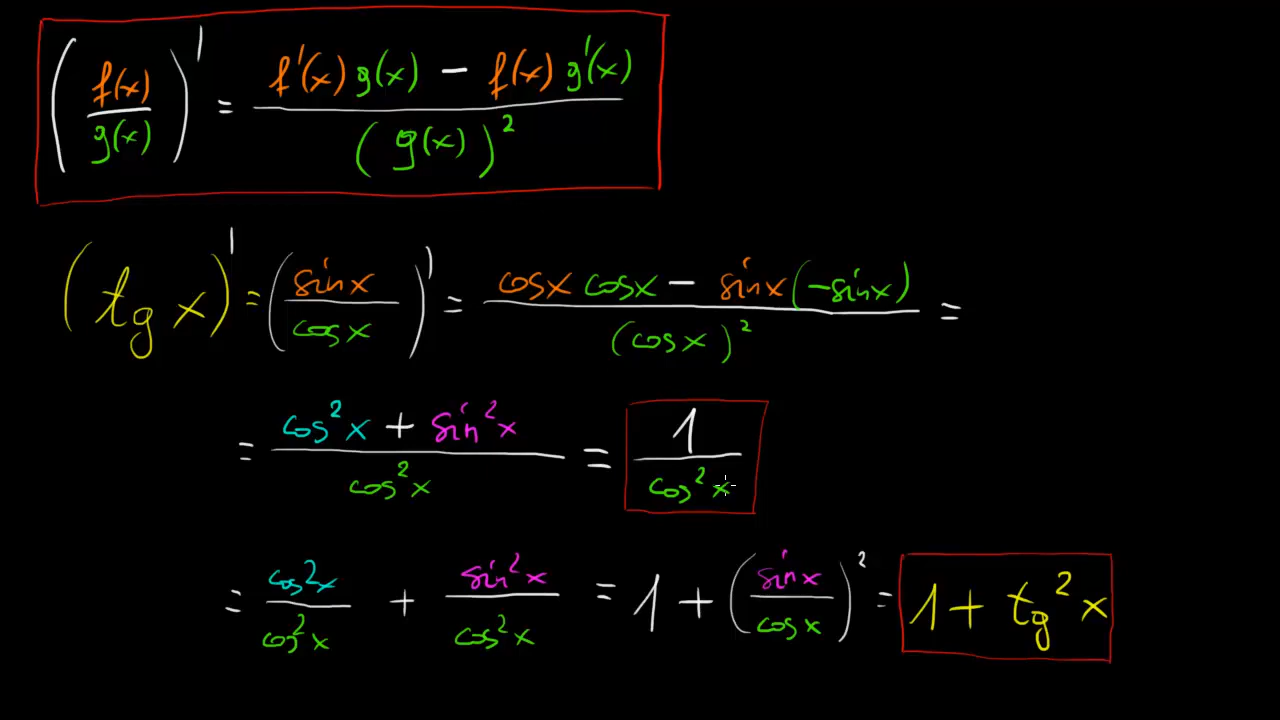 (f(x)/g(x))' = (f'(x) g(x) − f(x) g'(x))/(g(x))²
(tg x)' = (sin x/cos x)' = (cos x cos x − sin x (−sin x))/(cos x)² =
= (cos² x + sin² x)/cos² x = 1/cos² x
= cos² x/cos² x + sin² x/cos² x = 1 + (sin x/cos x)² = 1 + tg² x